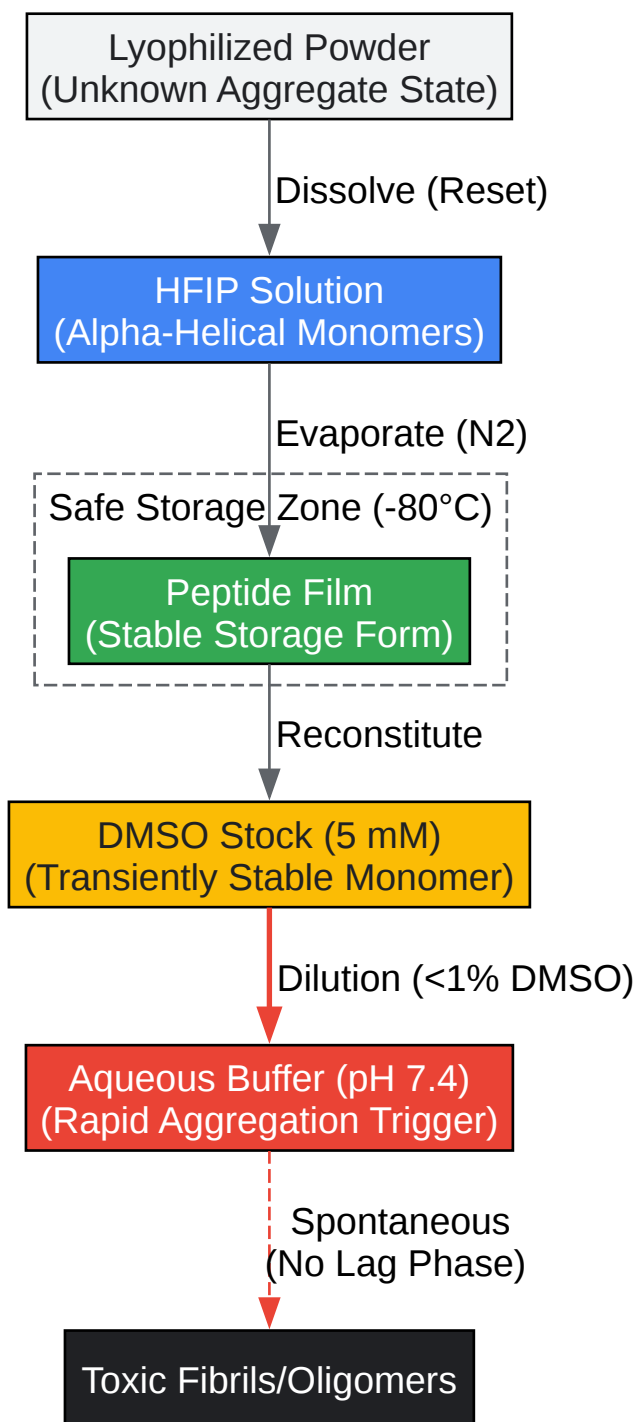 Lyophilized Powder
(Unknown Aggregate State)
Dissolve (Reset)
HFIP Solution
(Alpha-Helical Monomers)
Evaporate (N2)
Safe Storage Zone (-80°C)
Peptide Film
(Stable Storage Form)
Reconstitute
DMSO Stock (5 mM)
(Transiently Stable Monomer)
Dilution (<1% DMSO)
Aqueous Buffer (pH 7.4)
(Rapid Aggregation Trigger)
Spontaneous
(No Lag Phase)
Toxic Fibrils/Oligomers